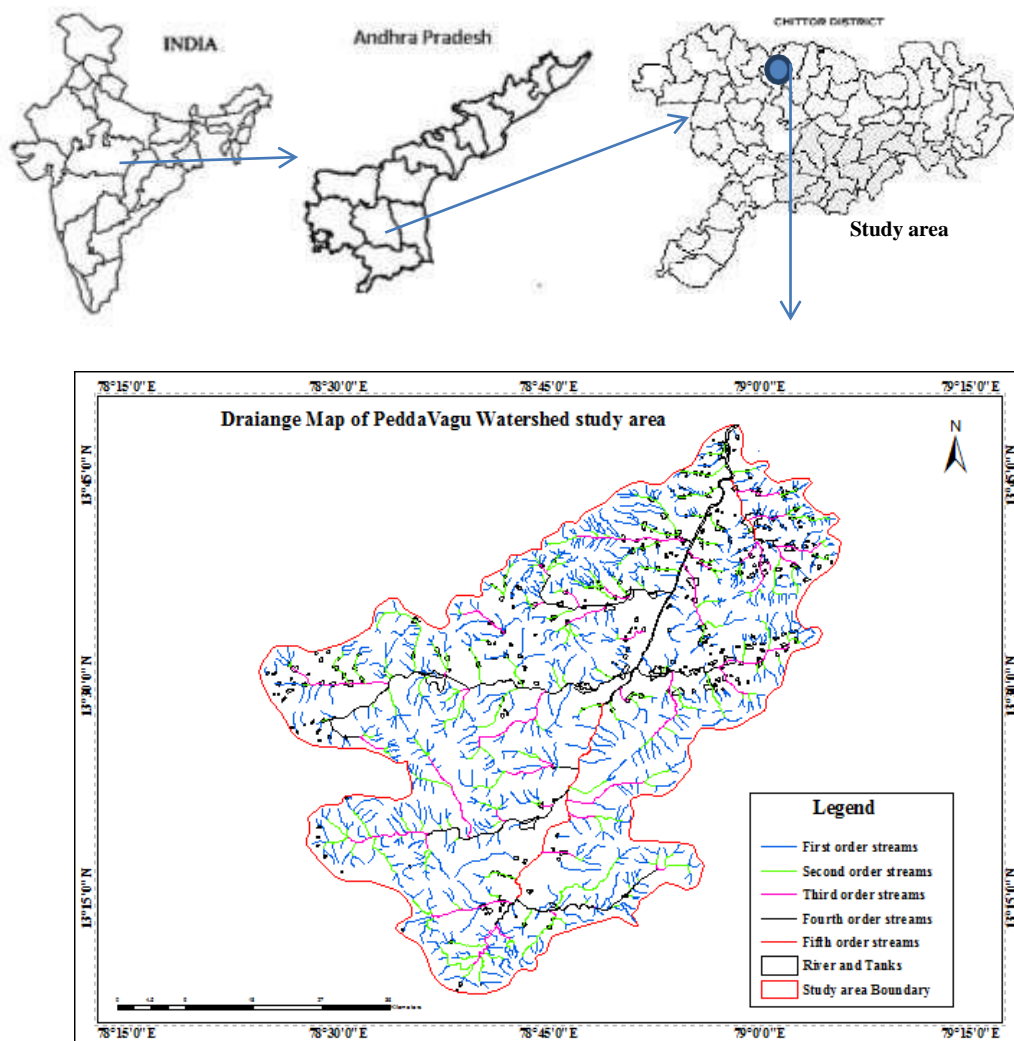 INDIA
Andhra Pradesh
CHITTOR DISTRICT
Study area
78°15'0"E 78°30'0"E 78°45'0"E 79°0'0"E 79°15'0"E
Draiange Map of PeddaVagu Watershed study area
N
13°45'0"N
13°30'0"N
13°15'0"N
Legend
First order streams
Second order streams
Third order streams
Fourth order streams
Fifth order streams
River and Tanks
Study area Boundary
78°15'0"E 78°30'0"E 78°45'0"E 79°0'0"E 79°15'0"E